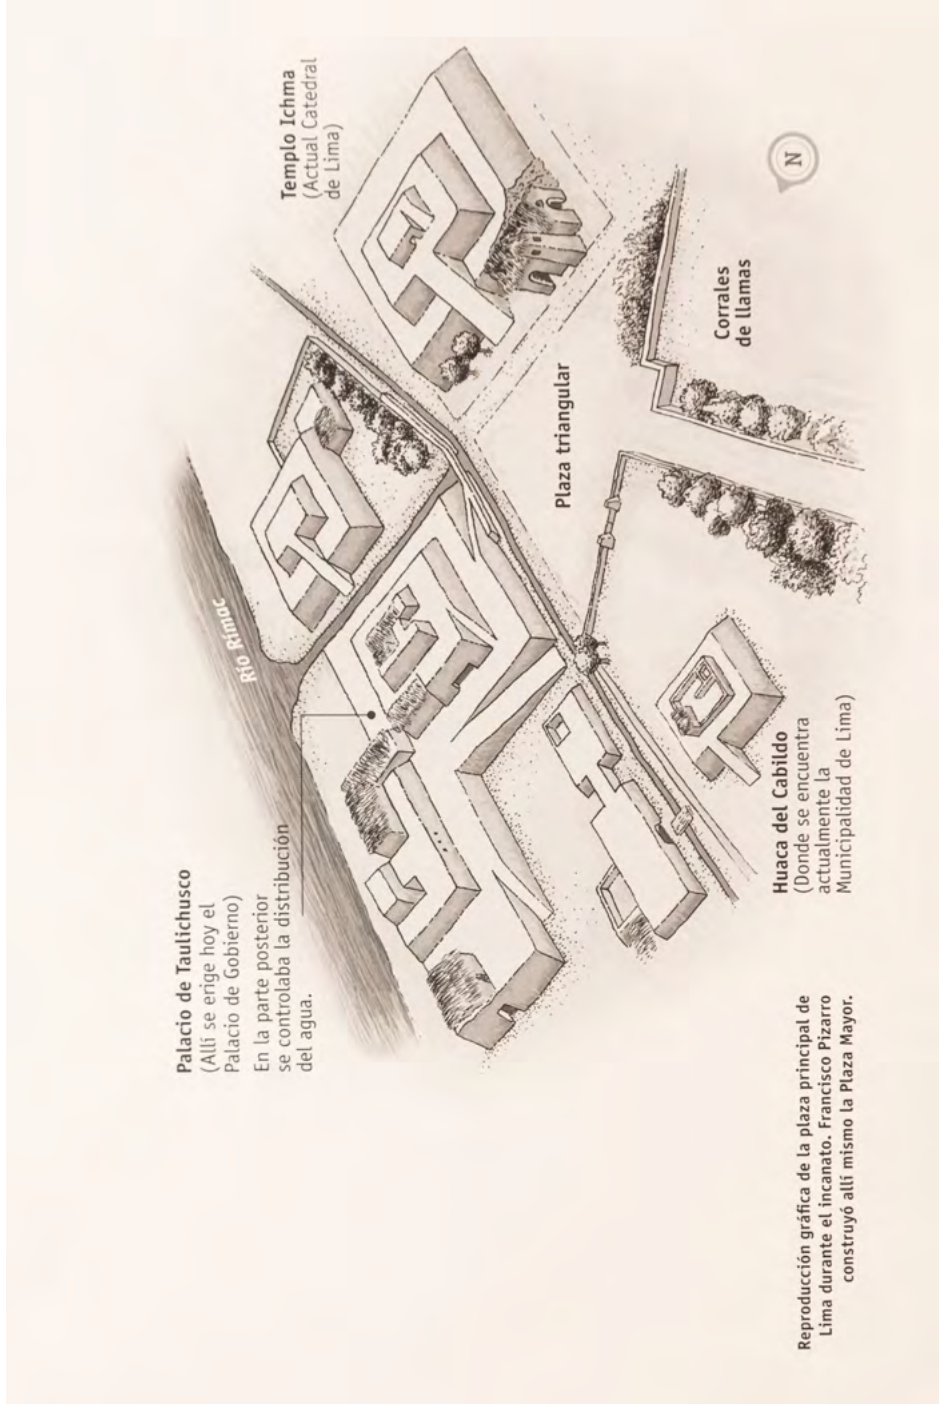 Palacio de Taulichusco
(Allí se erige hoy el
Palacio de Gobierno)
En la parte posterior
se controlaba la distribución
del agua.
Río Rímac
Templo Ichma
(Actual Catedral
de Lima)
Plaza triangular
Corrales
de llamas
N
Huaca del Cabildo
(Donde se encuentra
actualmente la
Municipalidad de Lima)
Reproducción gráfica de la plaza principal de
Lima durante el incanato. Francisco Pizarro
construyó allí mismo la Plaza Mayor.